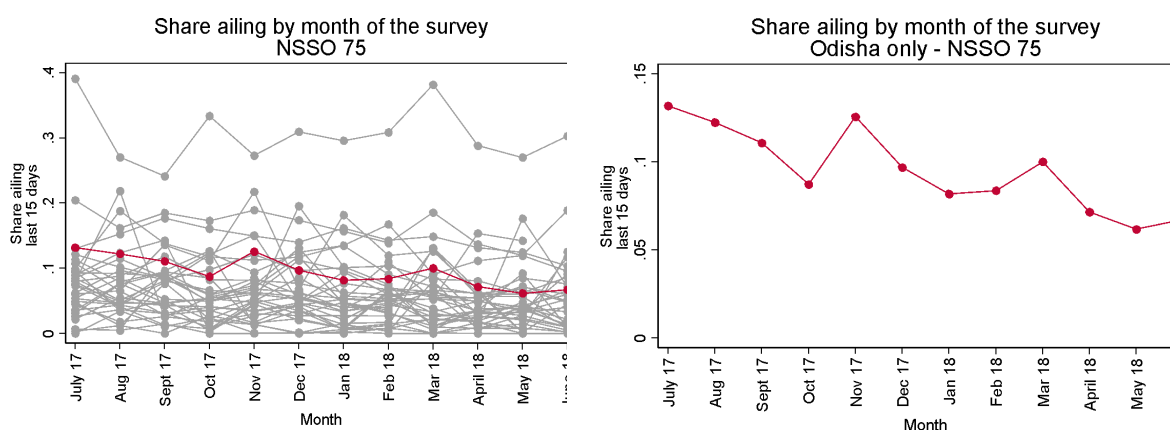 Share ailing by month of the survey
NSSO 75
Share ailing
last 15 days
.4
.3
.2
.1
0
July 17
Aug 17
Sept 17
Oct 17
Nov 17
Dec 17
Jan 18
Feb 18
Mar 18
April 18
May 18
Month
Share ailing by month of the survey
Odisha only - NSSO 75
Share ailing
last 15 days
.15
.1
.05
0
July 17
Aug 17
Sept 17
Oct 17
Nov 17
Dec 17
Jan 18
Feb 18
Mar 18
April 18
May 18
Month